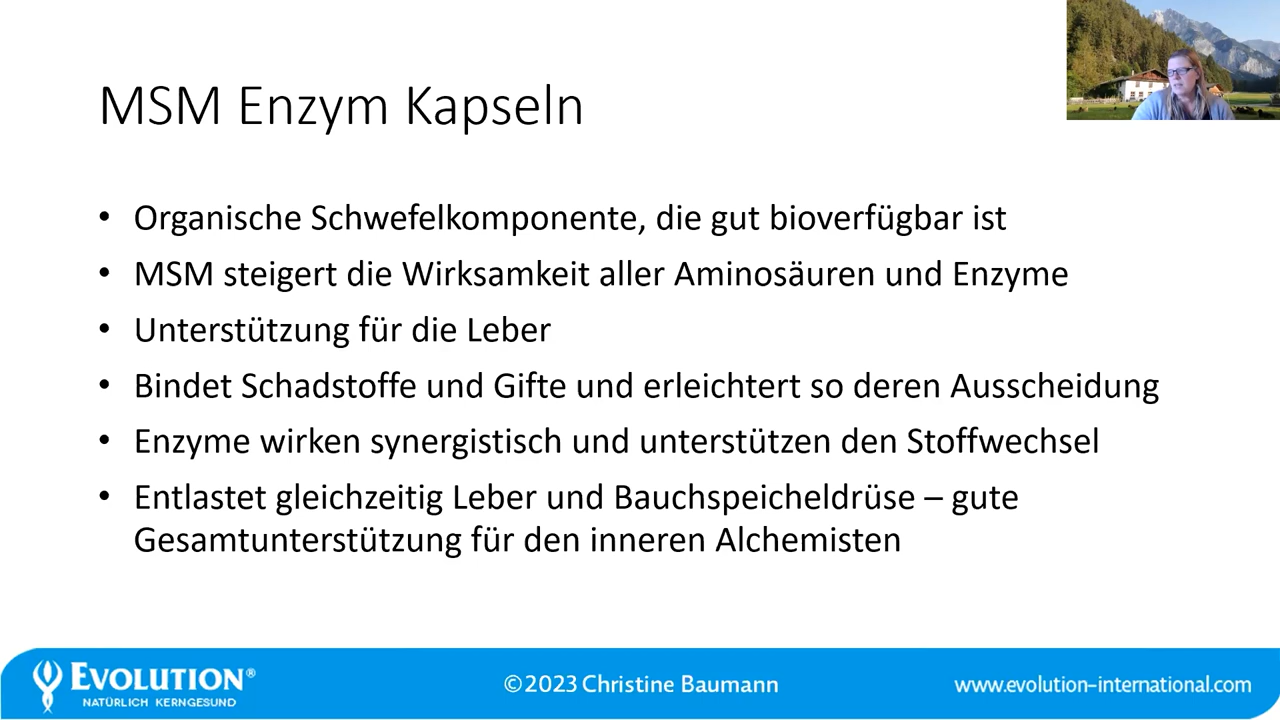 MSM Enzym Kapseln
• Organische Schwefelkomponente, die gut bioverfügbar ist
• MSM steigert die Wirksamkeit aller Aminosäuren und Enzyme
• Unterstützung für die Leber
• Bindet Schadstoffe und Gifte und erleichtert so deren Ausscheidung
• Enzyme wirken synergistisch und unterstützen den Stoffwechsel
• Entlastet gleichzeitig Leber und Bauchspeicheldrüse – gute
Gesamtunterstützung für den inneren Alchemisten
EVOLUTION®
NATÜRLICH KERNGESUND
©2023 Christine Baumann
www.evolution-international.com